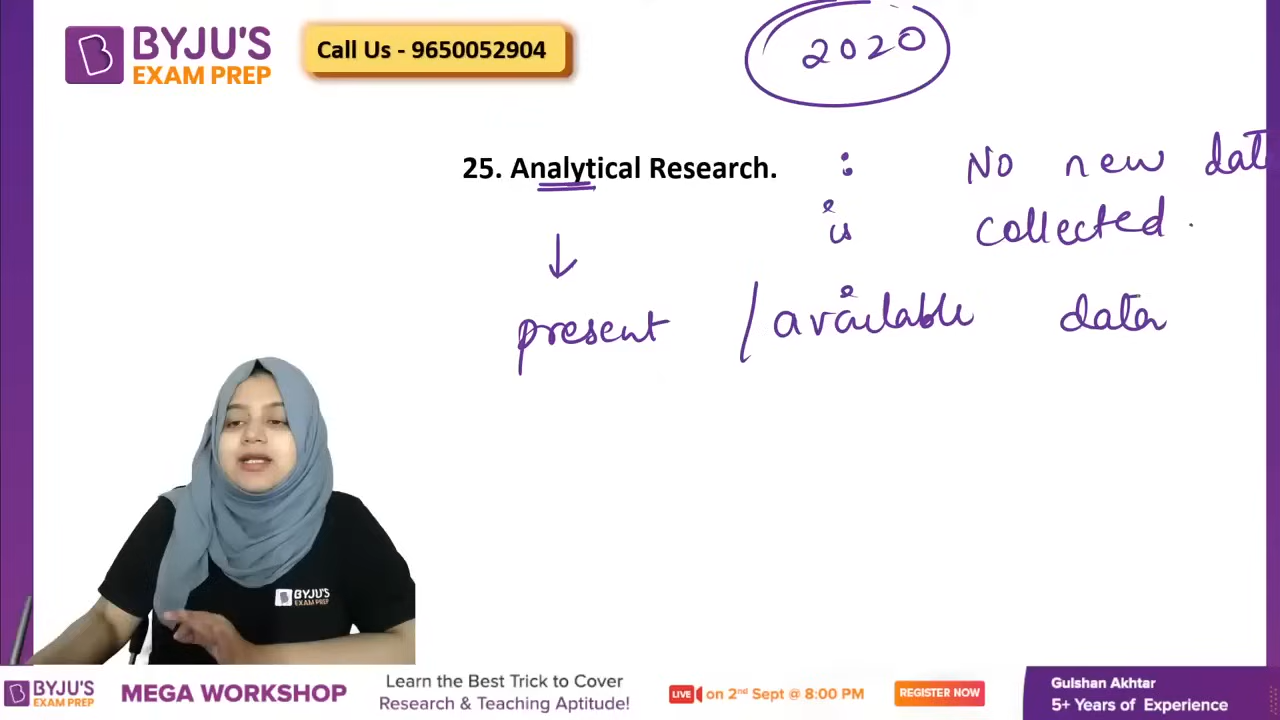 BYJU'S
EXAM PREP
Call Us - 9650052904
2020
25. Analytical Research. : No new dat
is collected.
present / available data
BYJU'S
EXAM PREP
BYJU'S
EXAM PREP
MEGA WORKSHOP
Learn the Best Trick to Cover
Research & Teaching Aptitude!
LIVE on 2nd Sept @ 8:00 PM
REGISTER NOW
Gulshan Akhtar
5+ Years of Experience